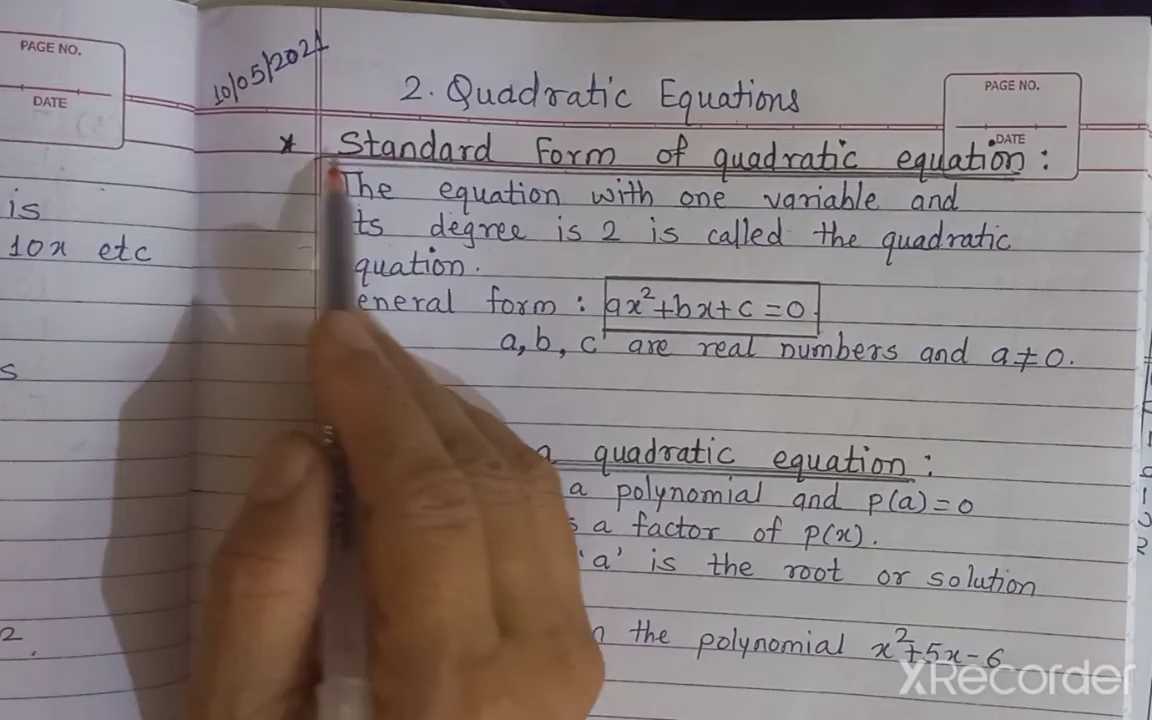 PAGE NO.
DATE
is
10x etc
s
2.
10/05/2021
2. Quadratic Equations
PAGE NO.
DATE
* Standard Form of quadratic equation :
The equation with one variable and
ts degree is 2 is called the quadratic
quation.
eneral form : ax²+bx+c =0
a, b, c are real numbers and a≠0.
a quadratic equation :
a polynomial and p(a)=0
s a factor of p(x).
'a' is the root or solution
n the polynomial x²+5x-6
XRecorder